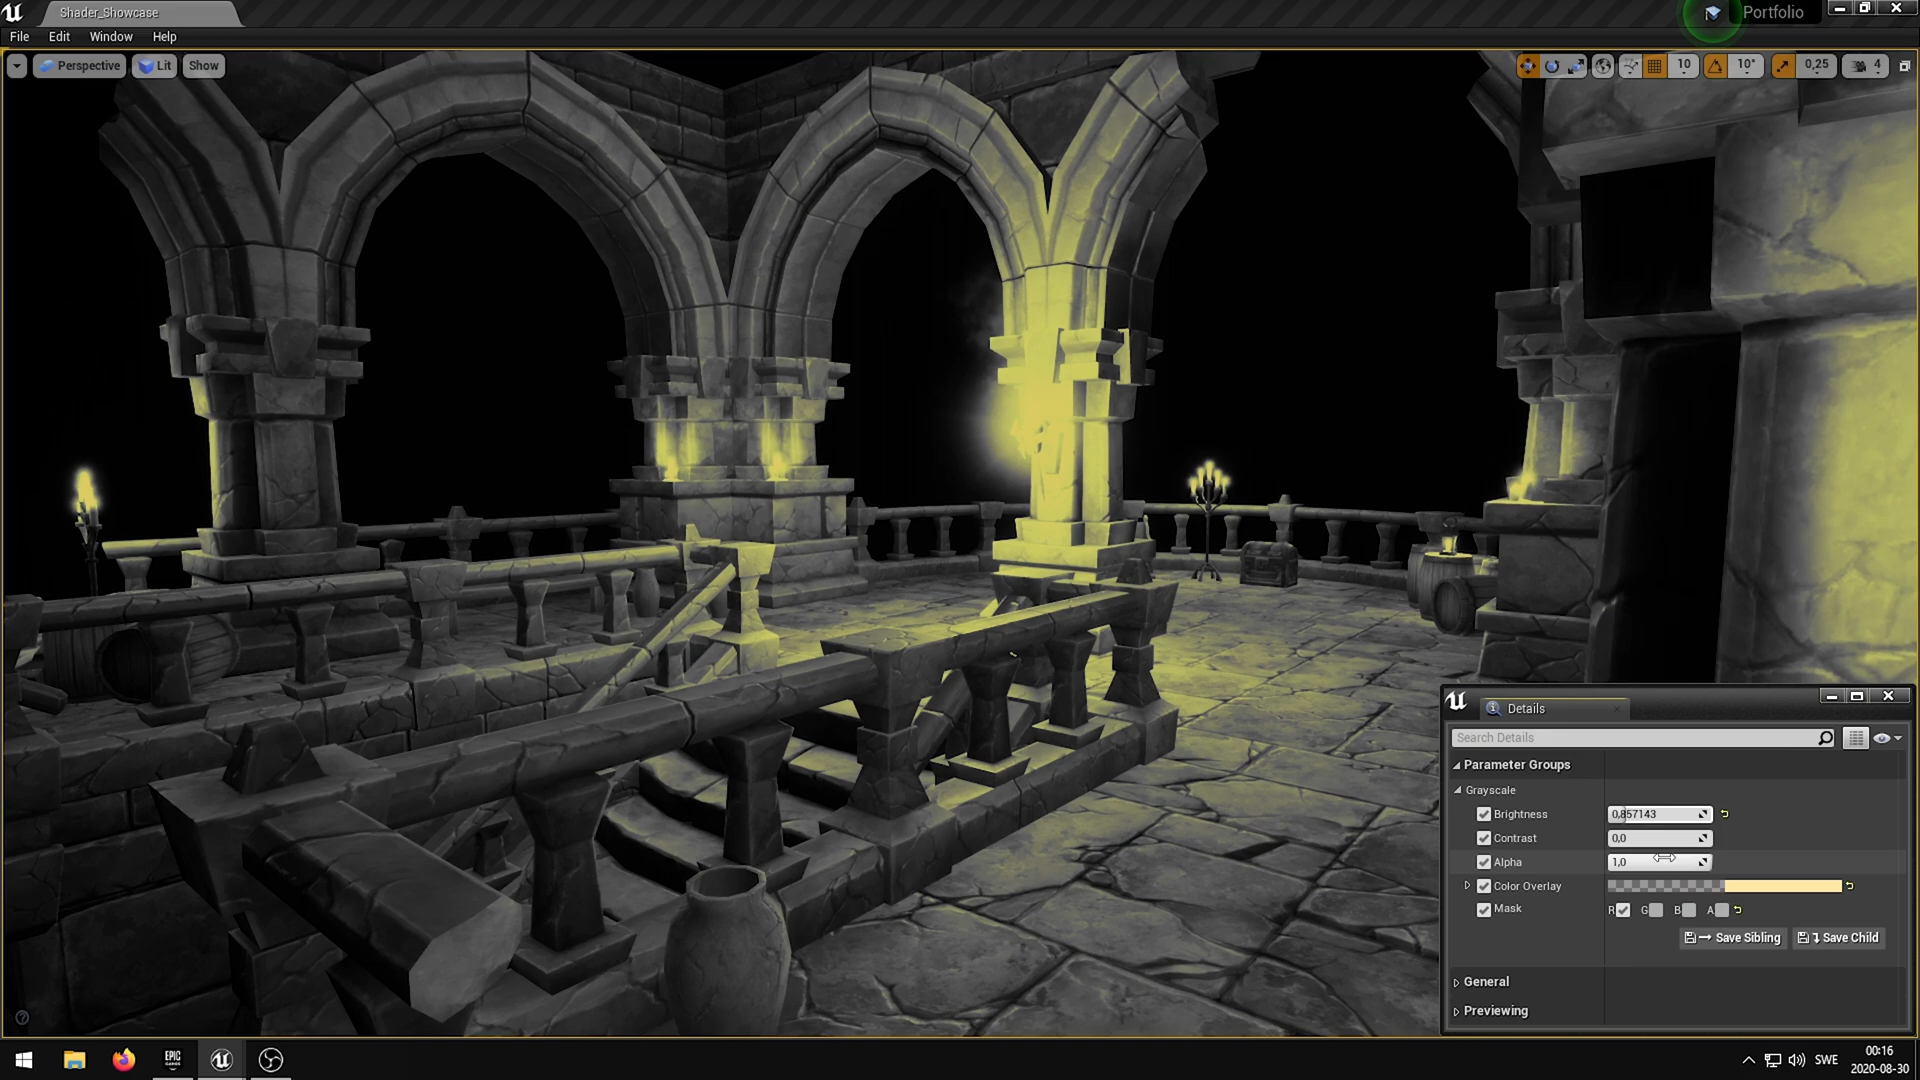 Shader_Showcase
Portfolio
File Edit Window Help
Perspective Lit Show
10 10° 0,25 4
Details
Search Details
Parameter Groups
Grayscale
Brightness 0,857143
Contrast 0,0
Alpha 1,0
Color Overlay
Mask R G B A
Save Sibling Save Child
General
Previewing
EPIC GAMES
SWE
00:16
2020-08-30